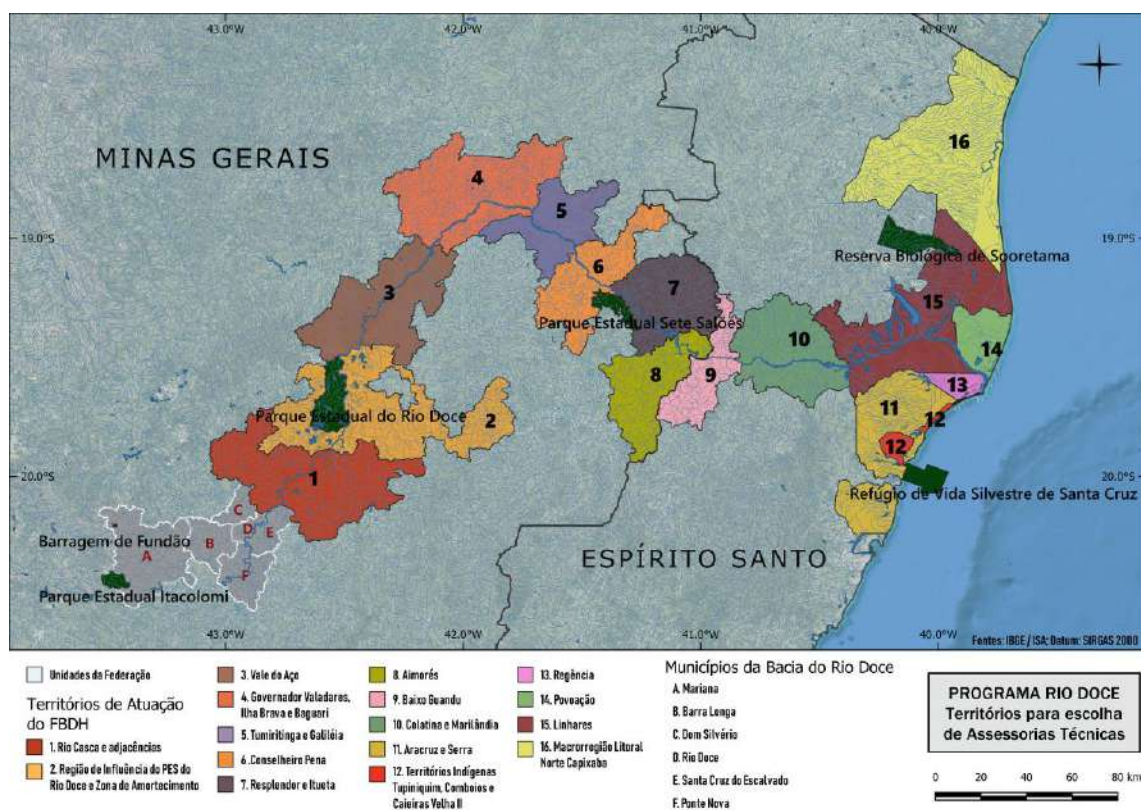 43.0°W
42.0°W
41.0°W
40.0°W
MINAS GERAIS
16
4
5
19.0°S
19.0°S
Reserva Biológica de Sooretama
6
3
7
15
Parque Estadual Sete Salões
10
14
8
9
13
Parque Estadual do Rio Doce
2
11
12
12
1
20.0°S
20.0°S
Refúgio de Vida Silvestre de Santa Cruz
C
D
E
Barragem de Fundão
A
B
ESPÍRITO SANTO
F
Parque Estadual Itacolomi
43.0°W
42.0°W
41.0°W
40.0°W
Fontes: IBGE / ISA; Datum: SIRGAS 2000
Unidades da Federação
Territórios de Atuação
do FBDH
1. Rio Casca e adjacências
2. Região de Influência do PES do
Rio Doce e Zona de Amortecimento
3. Vale do Aço
4. Governador Valadares,
Ilha Brava e Baguari
5. Tumiritinga e Galiléia
6. Conselheiro Pena
7. Resplendor e Itueta
8. Aimorés
9. Baixo Guandu
10. Colatina e Marilândia
11. Aracruz e Serra
12. Territórios Indígenas
Tupiniquim, Comboios e
Caieiras Velha II
13. Regência
14. Povoação
15. Linhares
16. Macrorregião Litoral
Norte Capixaba
Municípios da Bacia do Rio Doce
A. Mariana
B. Barra Longa
C. Dom Silvério
D. Rio Doce
E. Santa Cruz do Escalvado
F. Ponte Nova
PROGRAMA RIO DOCE
Territórios para escolha
de Assessorias Técnicas
0 20 40 60 80 km